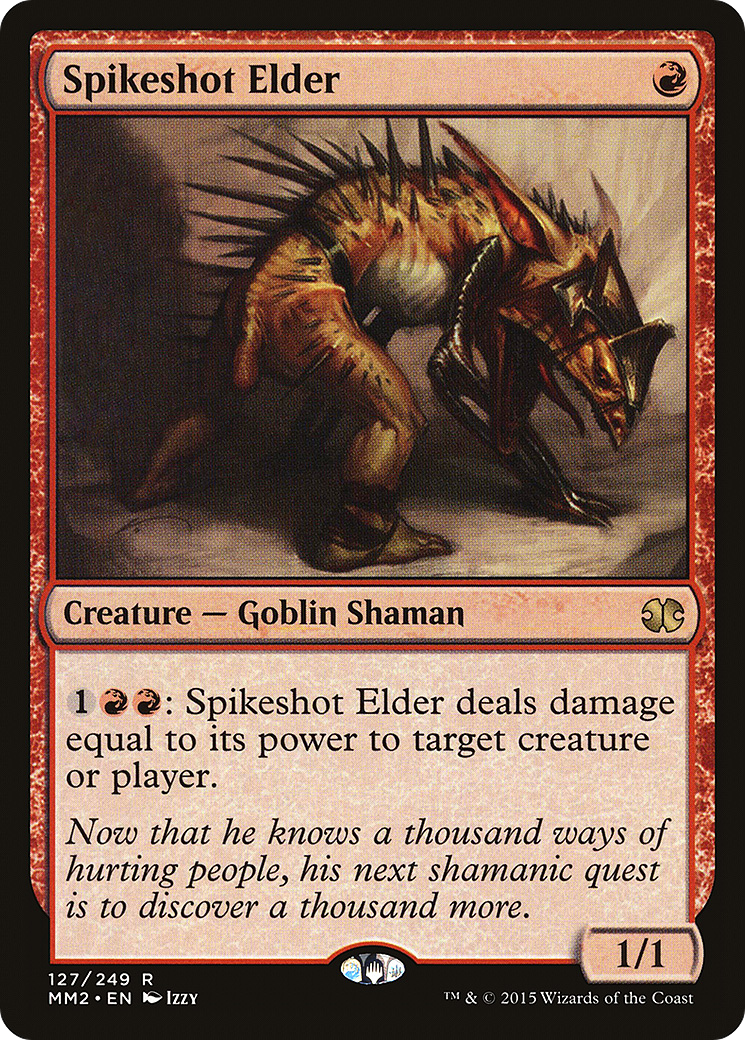 Spikeshot Elder
Creature — Goblin Shaman
1: Spikeshot Elder deals damage
equal to its power to target creature
or player.
Now that he knows a thousand ways of
hurting people, his next shamanic quest
is to discover a thousand more.
1/1
127/249 R
MM2 • EN Izzy
™ & © 2015 Wizards of the Coast